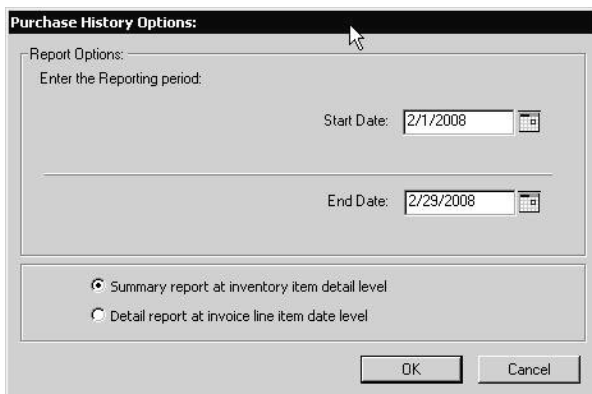 Purchase History Options:
Report Options:
Enter the Reporting period:
Start Date: 2/1/2008
End Date: 2/29/2008
Summary report at inventory item detail level
Detail report at invoice line item date level
OK Cancel